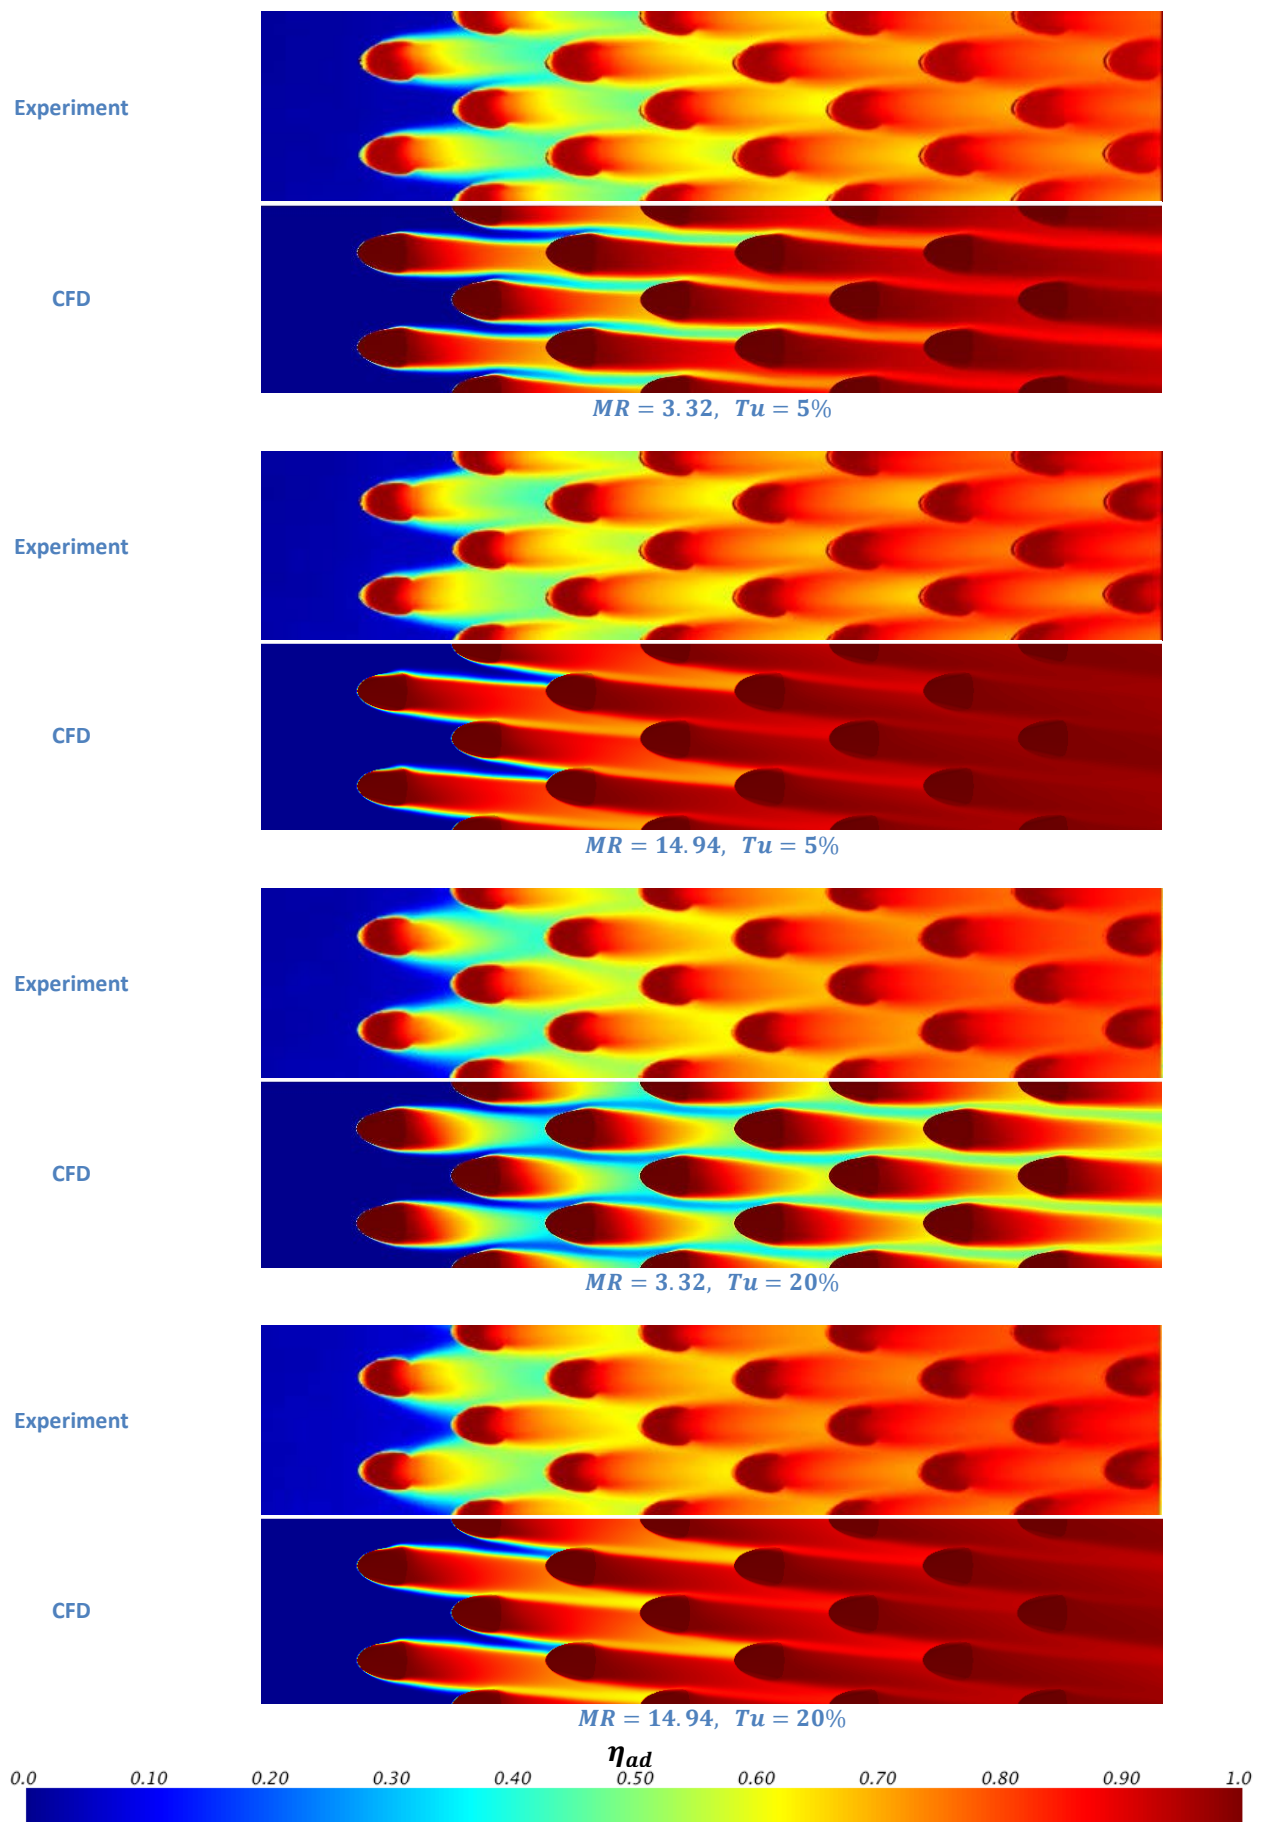 Experiment
CFD
MR = 3.32, Tu = 5%
Experiment
CFD
MR = 14.94, Tu = 5%
Experiment
CFD
MR = 3.32, Tu = 20%
Experiment
CFD
MR = 14.94, Tu = 20%
η_ad
0.0 0.10 0.20 0.30 0.40 0.50 0.60 0.70 0.80 0.90 1.0